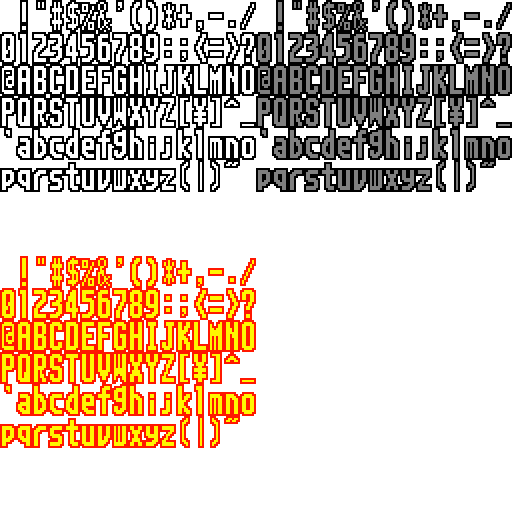 !"#$%&'()*+,-./ !"#$%&'()*+,-./
0123456789:;<=>?0123456789:;<=>?
@ABCDEFGHIJKLMNO@ABCDEFGHIJKLMNO
PQRSTUVWXYZ[¥]^_PQRSTUVWXYZ[¥]^_
`abcdefghijklmno`abcdefghijklmno
pqrstuvwxyz(|)~pqrstuvwxyz(|)~
 !"#$%&'()*+,-./
0123456789:;<=>?
@ABCDEFGHIJKLMNO
PQRSTUVWXYZ[¥]^_
`abcdefghijklmno
pqrstuvwxyz(|)~